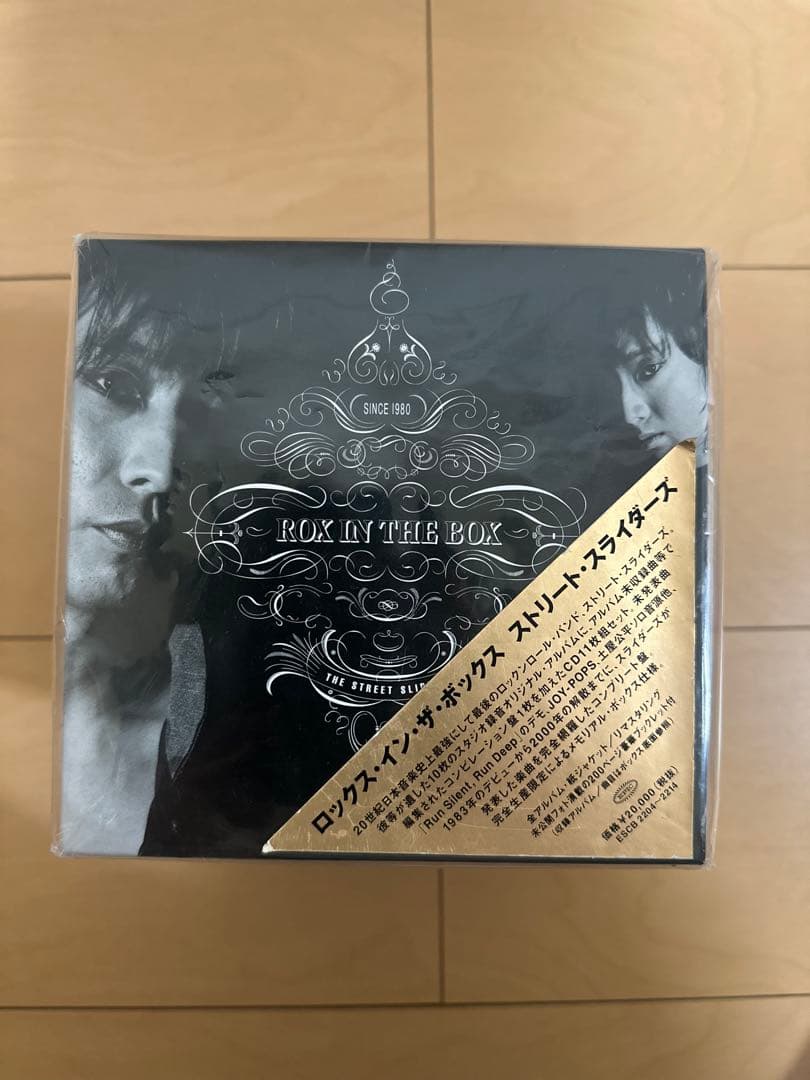 SINCE 1980
ROX IN THE BOX
THE STREET SLI
ロックス・イン・ザ・ボックス ストリート・スライダーズ
20世紀日本音楽史上最強にして最後のロックンロール・バンド、ストリート・スライダーズ。
彼等が遺した10枚のスタジオ録音オリジナル・アルバムに、アルバム未収録曲等で
編集されたコンピレーション盤1枚を加えたCD11枚組セット。未発表曲
「Run Silent, Run Deep」のデモ、JOY-POPS、土屋公平ソロ音源他、
1983年のデビューから2000年の解散までに、スライダーズが
発表した楽曲を完全網羅したコンプリート盤
完全生産限定によるメモリアル・ボックス仕様。
全アルバム・紙ジャケット/リマスタリング
未公開フォト満載の200ページ豪華ブックレット付
(収録アルバム/曲目はボックス裏面参照)
価格￥20,000(税抜)
ESCB 2204~2214